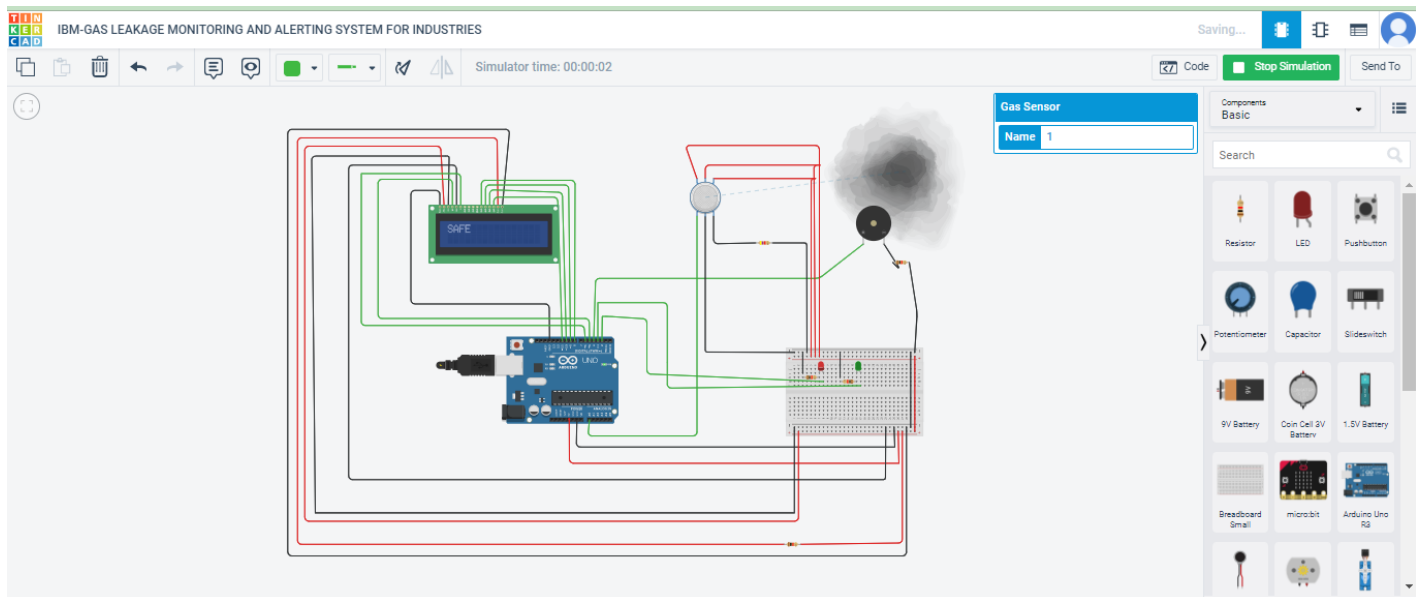 TIN
KER
CAD
IBM-GAS LEAKAGE MONITORING AND ALERTING SYSTEM FOR INDUSTRIES
Saving...
Simulator time: 00:00:02
Code
Stop Simulation
Send To
Gas Sensor
Name 1
Components
Basic
Search
SAFE
UNO
ARDUINO
Resistor
LED
Pushbutton
Potentiometer
Capacitor
Slideswitch
9V
9V Battery
Coin Cell 3V
Battery
1.5V Battery
Breadboard
Small
micro:bit
Arduino Uno
R3